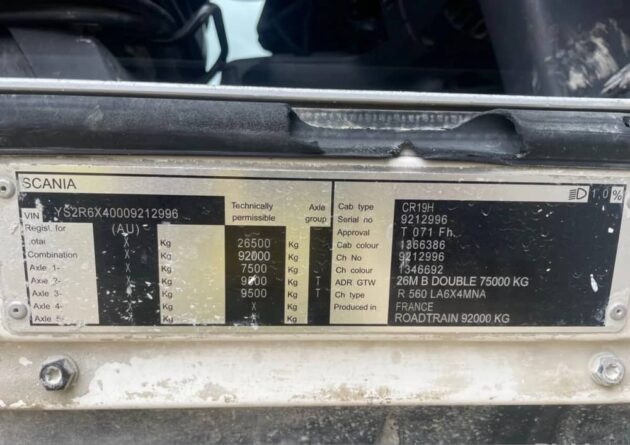 SCANIA
1.0%
VIN YS2R6X40009212996
Technically permissible Axle group
Regist. for (AU)
Total X Kg 26500 Kg
Combination X Kg 92000 Kg
Axle 1- X Kg 7500 Kg
Axle 2- X Kg Kg T
Axle 3- X Kg 9500 Kg T
Axle 4- X Kg X Kg
Axle Kg Kg
Cab type CR19H
Serial no 9212996
Approval T 071 Fh.
Cab colour 1366386
Ch No 9212996
Ch colour 1346692
ADR GTW 26M B DOUBLE 75000 KG
Ch type R 560 LA6X4MNA
Produced in FRANCE
ROADTRAIN 92000 KG